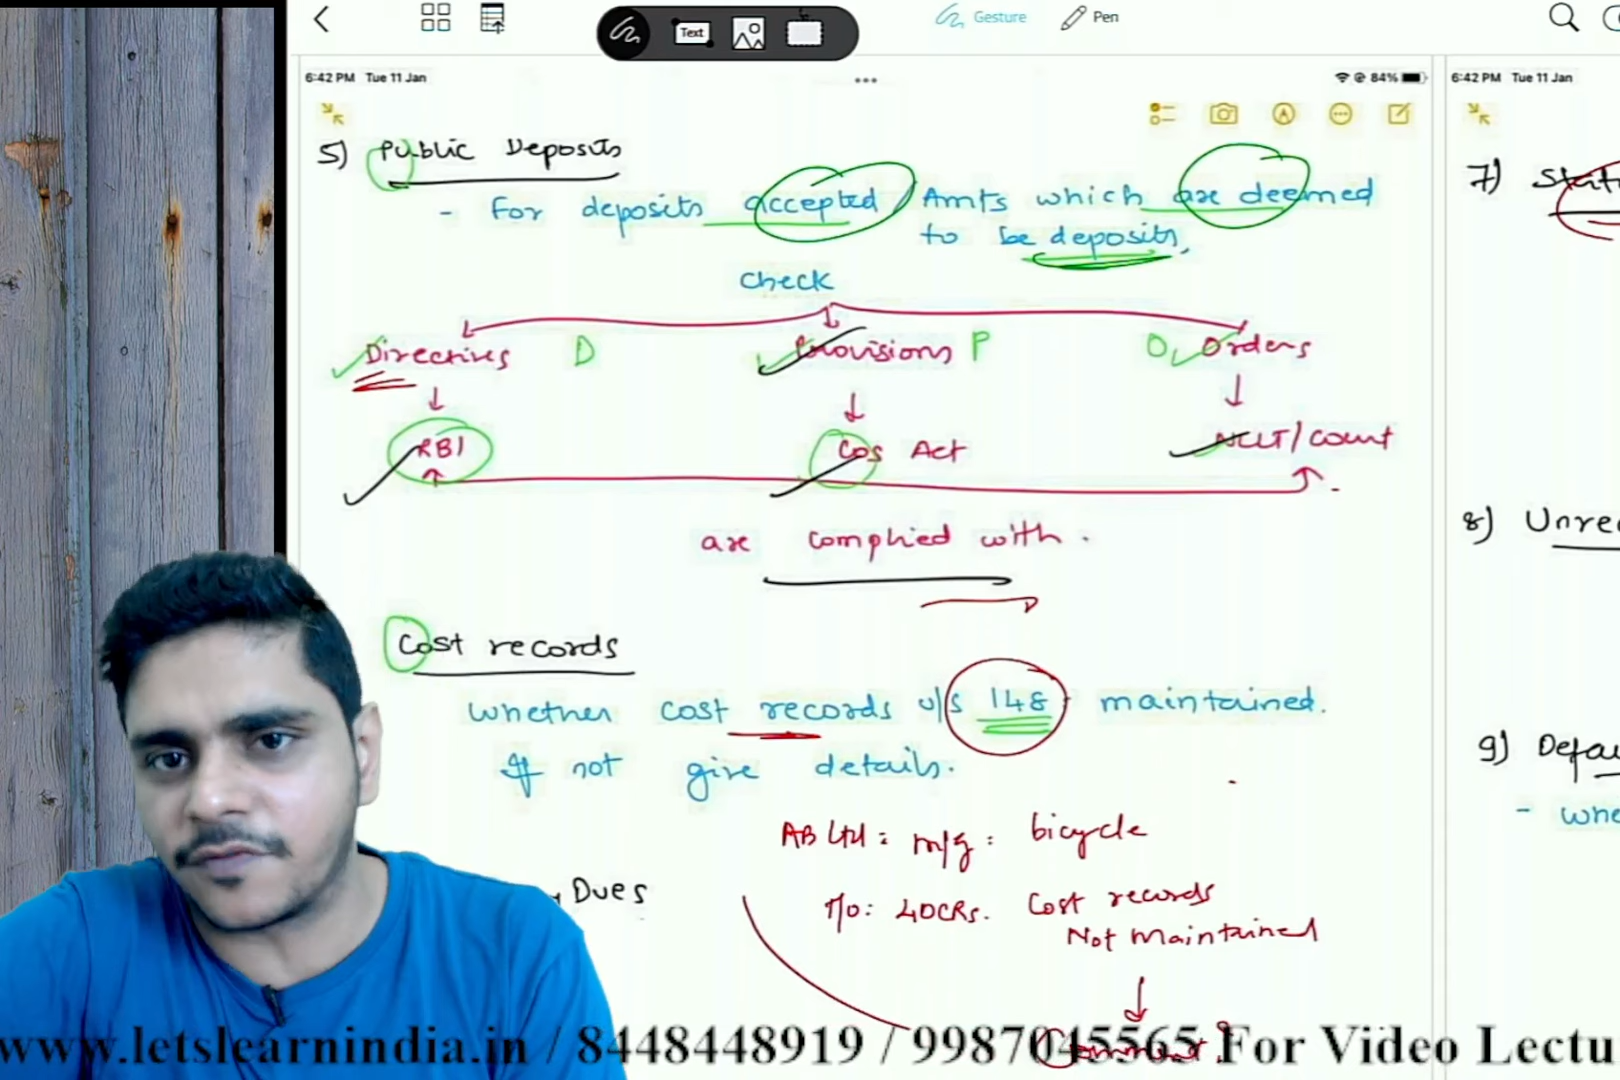 Gesture
Pen
Text
6:42 PM Tue 11 Jan
84%
6:42 PM Tue 11 Jan
5) Public Deposits
- For deposits accepted / Amts which are deemed
to be deposits.
Check
Directives D
Provisions P
O Orders
RBI
Cos Act
NCLT/Court
are complied with.
Cost records
Whether cost records u/s 148 maintained.
If not give details.
AB Ltd: m/g: bicycle
T/O: 40CRs. Cost records
Not Maintained
Dues
Comment?
7)
8)
9)
www.letslearnindia.in / 8448448919 / 9987045565 For Video Lectu